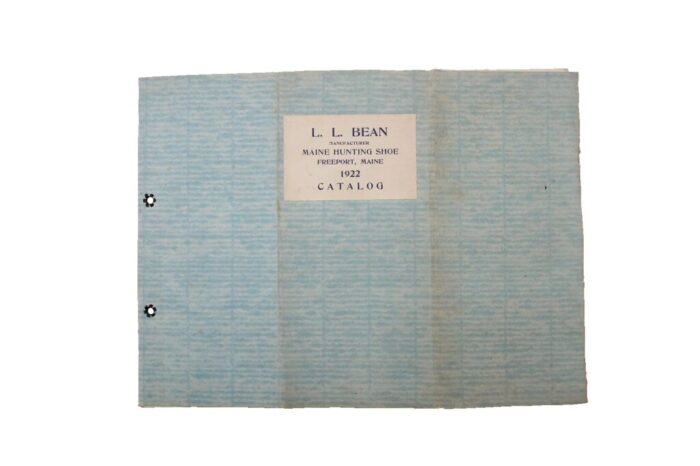 L. L. BEAN
MANUFACTURER
MAINE HUNTING SHOE
FREEPORT, MAINE
1922
CATALOG